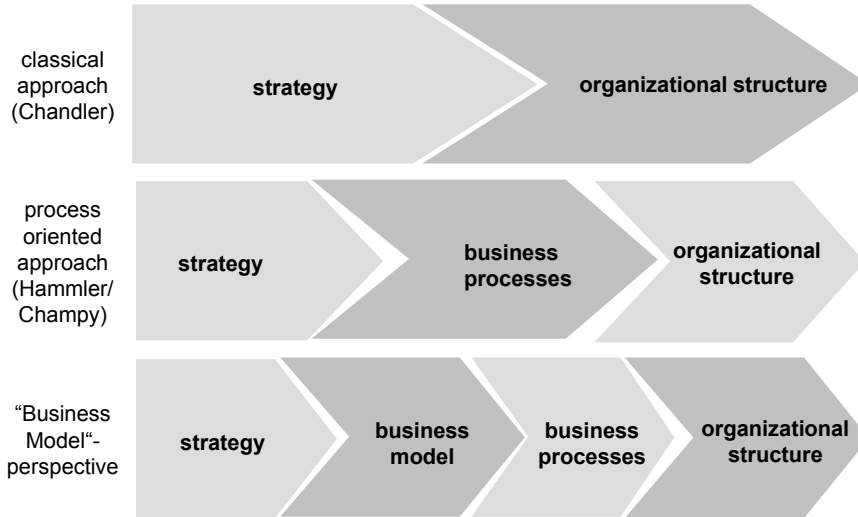 classical
approach
(Chandler)
strategy
organizational structure
process
oriented
approach
(Hammler/
Champy)
strategy
business
processes
organizational
structure
“Business
Model“-
perspective
strategy
business
model
business
processes
organizational
structure